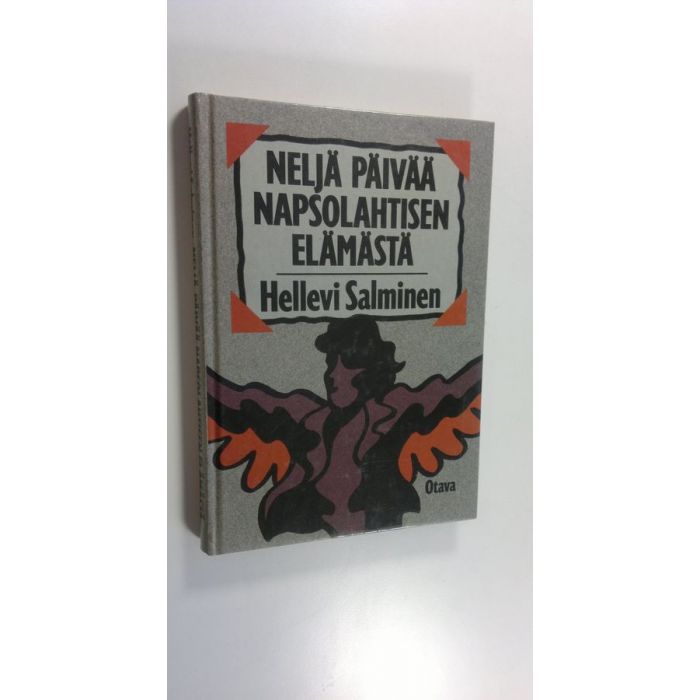 NELJÄ PÄIVÄÄ
NAPSOLAHTISEN
ELÄMÄSTÄ
Hellevi Salminen
Otava